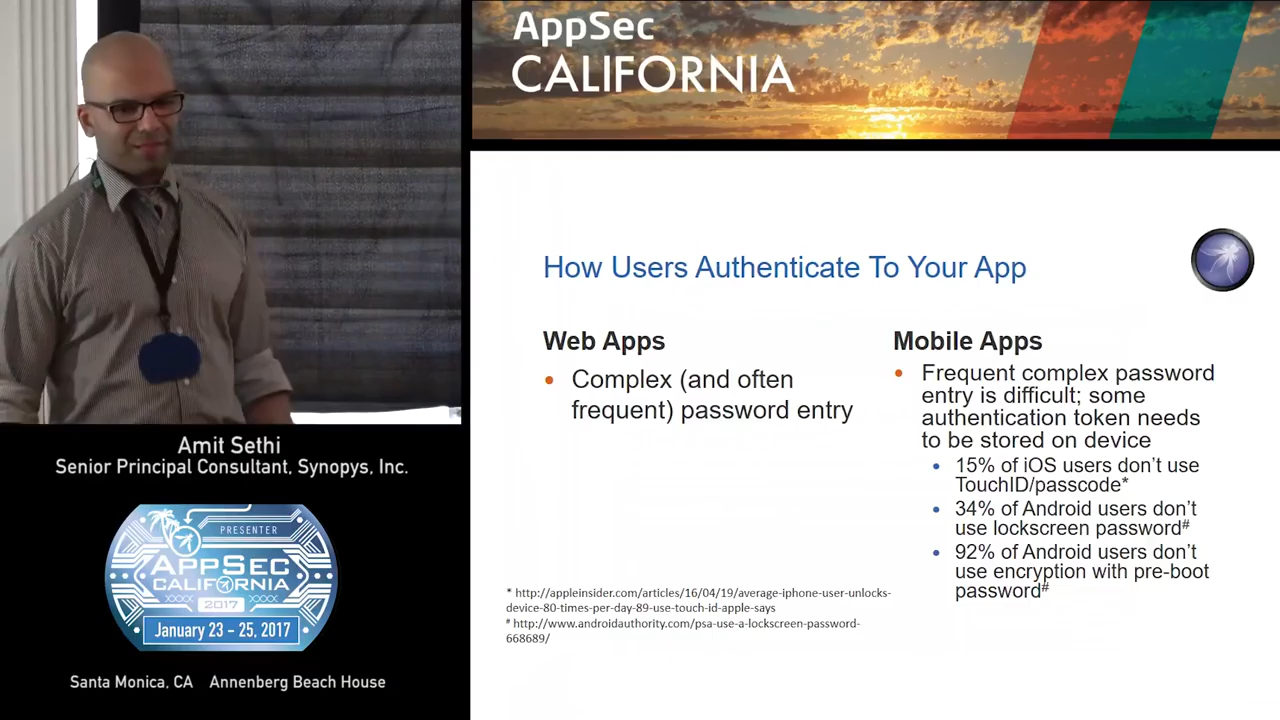 AppSec
CALIFORNIA
How Users Authenticate To Your App
Web Apps
• Complex (and often
frequent) password entry
Mobile Apps
• Frequent complex password
entry is difficult; some
authentication token needs
to be stored on device
• 15% of iOS users don’t use
TouchID/passcode*
• 34% of Android users don’t
use lockscreen password#
• 92% of Android users don’t
use encryption with pre-boot
password#
* http://appleinsider.com/articles/16/04/19/average-iphone-user-unlocks-
device-80-times-per-day-89-use-touch-id-apple-says
# http://www.androidauthority.com/psa-use-a-lockscreen-password-
668689/
Amit Sethi
Senior Principal Consultant, Synopys, Inc.
PRESENTER
APPSEC
CALIFORNIA
2017
January 23 - 25, 2017
Santa Monica, CA Annenberg Beach House